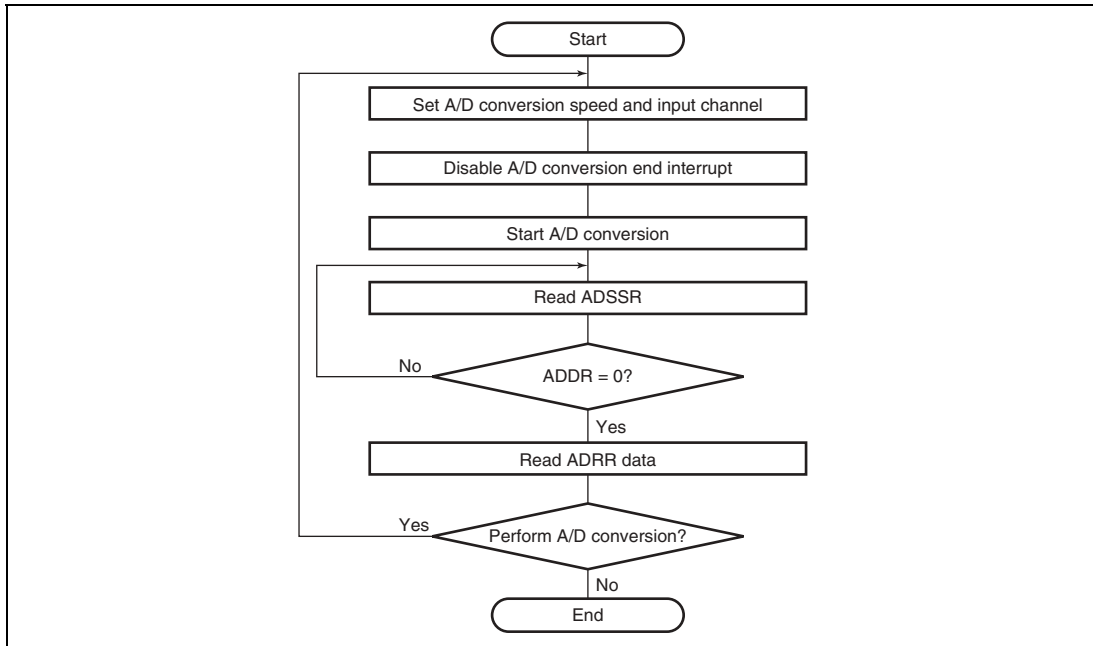 Start
Set A/D conversion speed and input channel
Disable A/D conversion end interrupt
Start A/D conversion
Read ADSSR
No
ADDR = 0?
Yes
Read ADRR data
Yes
Perform A/D conversion?
No
End